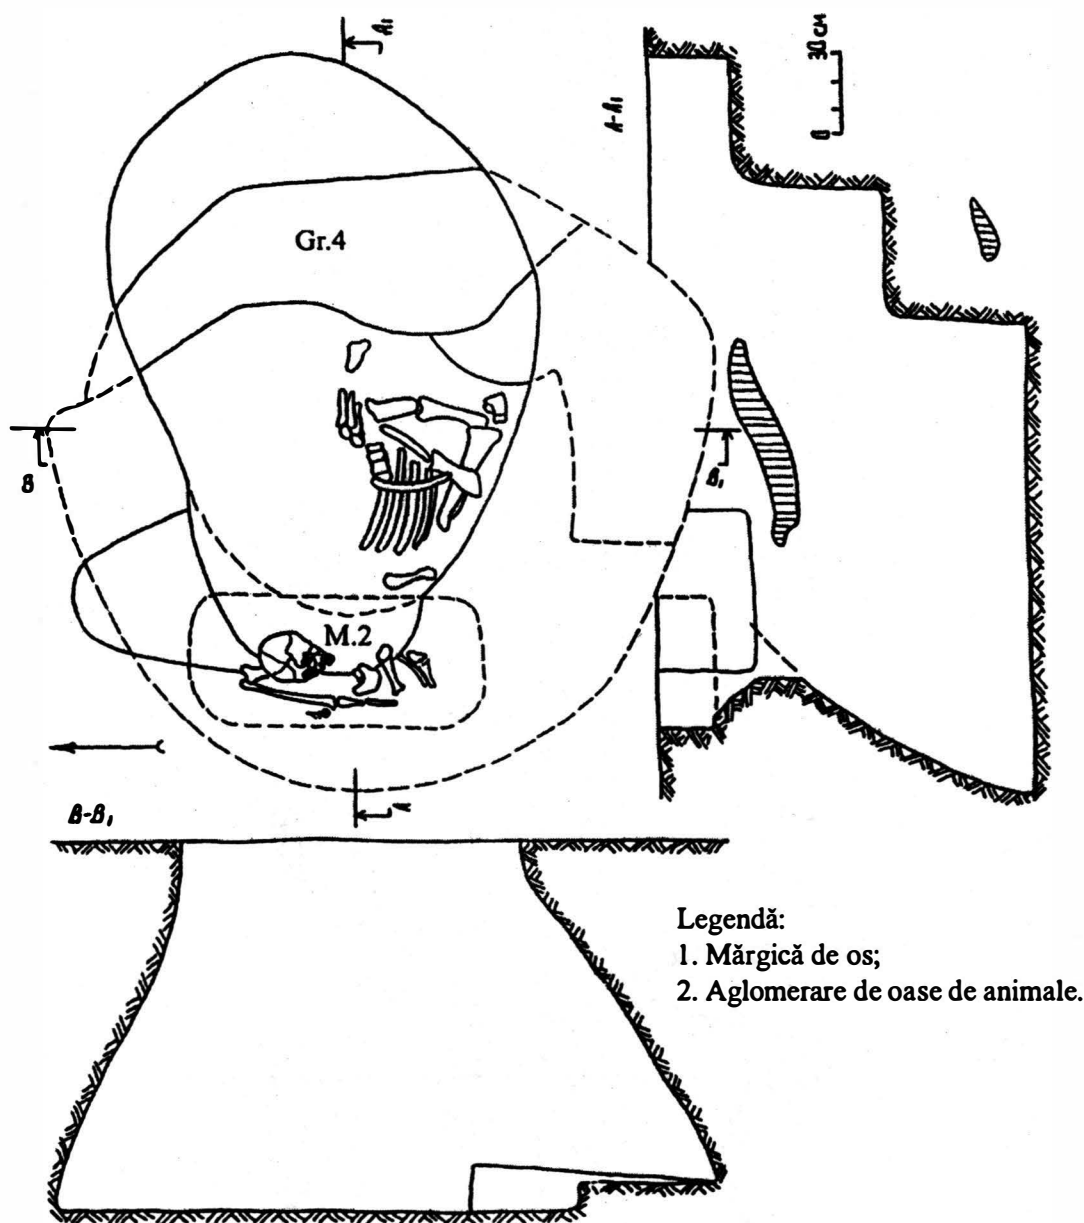 A₁
A-A₁
0 30 см
Gr.4
B
B₁
M.2
A
B-B₁
Legendă:
1. Mărgică de os;
2. Aglomerare de oase de animale.